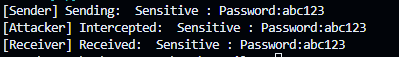 [Sender] Sending:  Sensitive : Password:abc123
[Attacker] Intercepted:  Sensitive : Password:abc123
[Receiver] Received:  Sensitive : Password:abc123